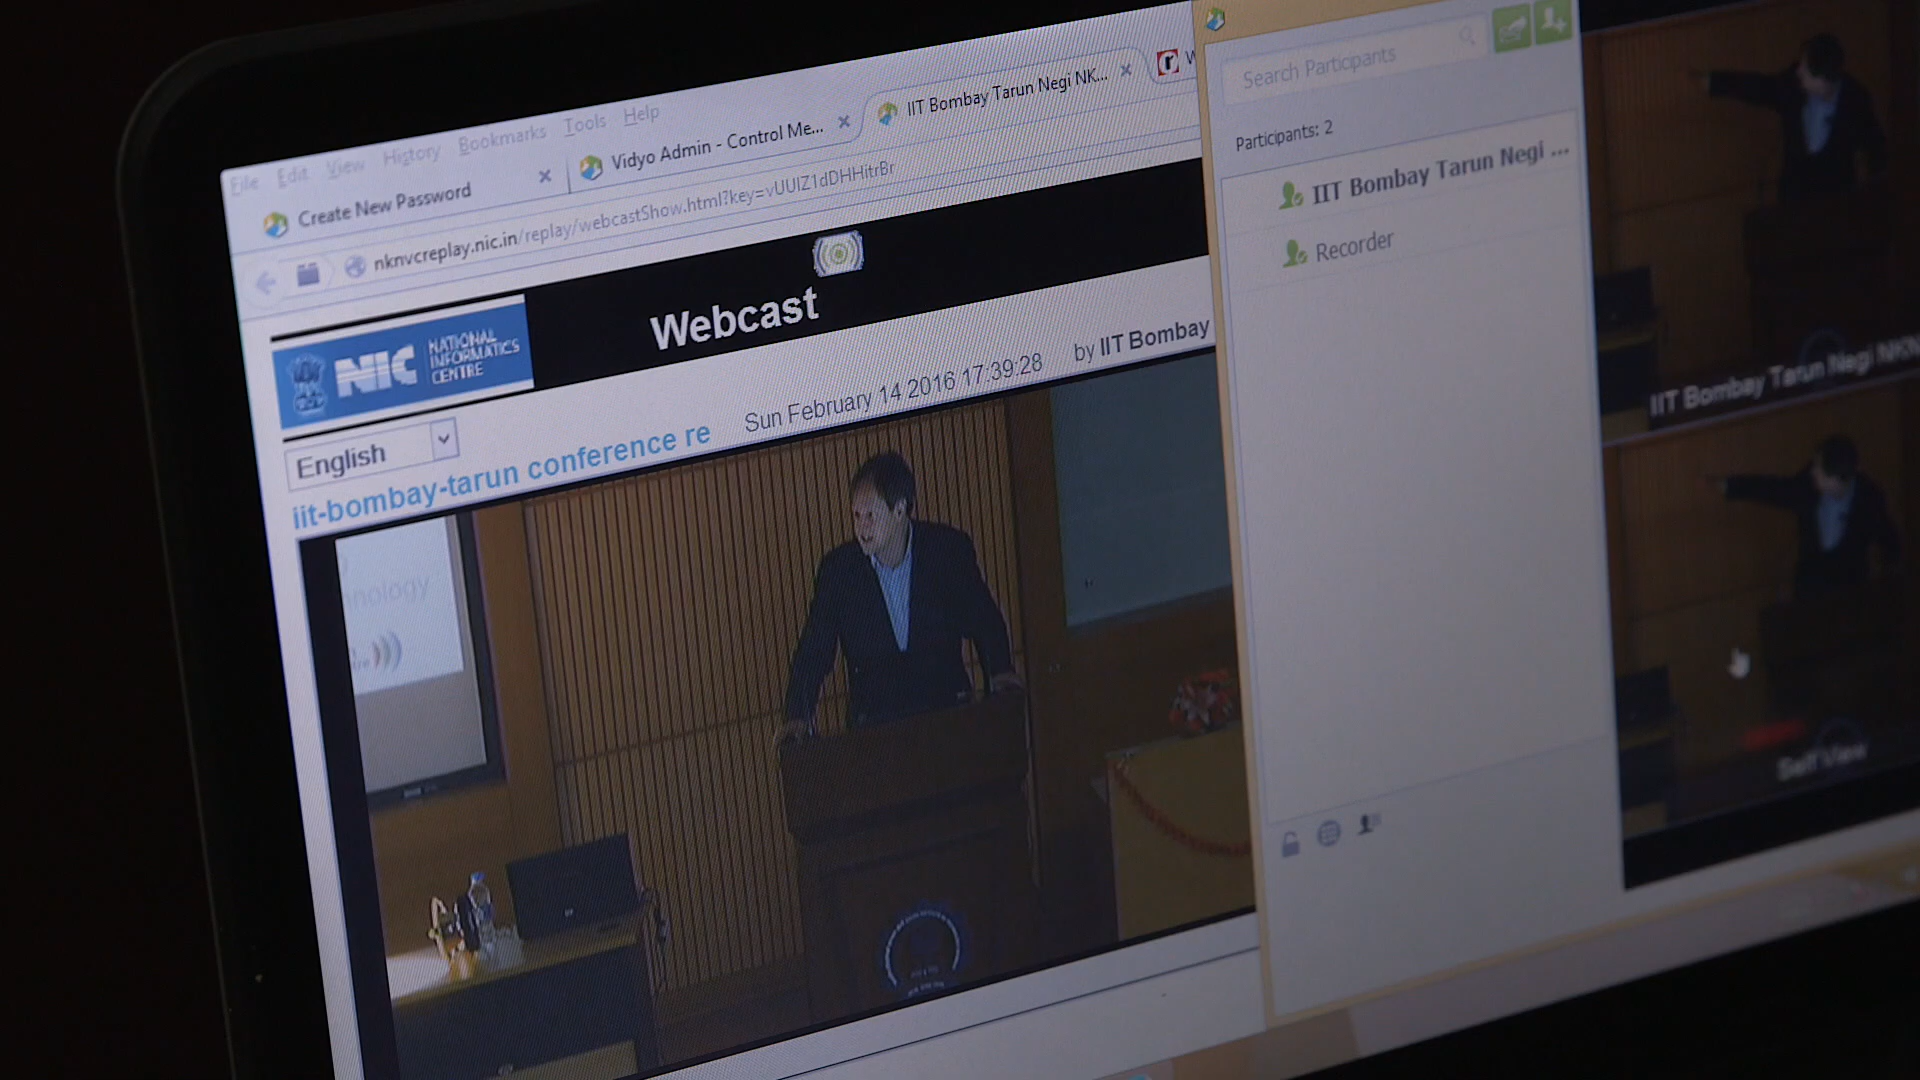 File Edit View History Bookmarks Tools Help
Create New Password
Vidyo Admin - Control Me...
IIT Bombay Tarun Negi NK...
nknvcreplay.nic.in/replay/webcastShow.html?key=vUUIZ1dDHHitrBr
NIC
NATIONAL
INFORMATICS
CENTRE
Webcast
English
iit-bombay-tarun conference re
Sun February 14 2016 17:39:28
by IIT Bombay
nology
Search Participants
Participants: 2
IIT Bombay Tarun Negi ...
Recorder
IIT Bombay Tarun Negi NKN
Self View